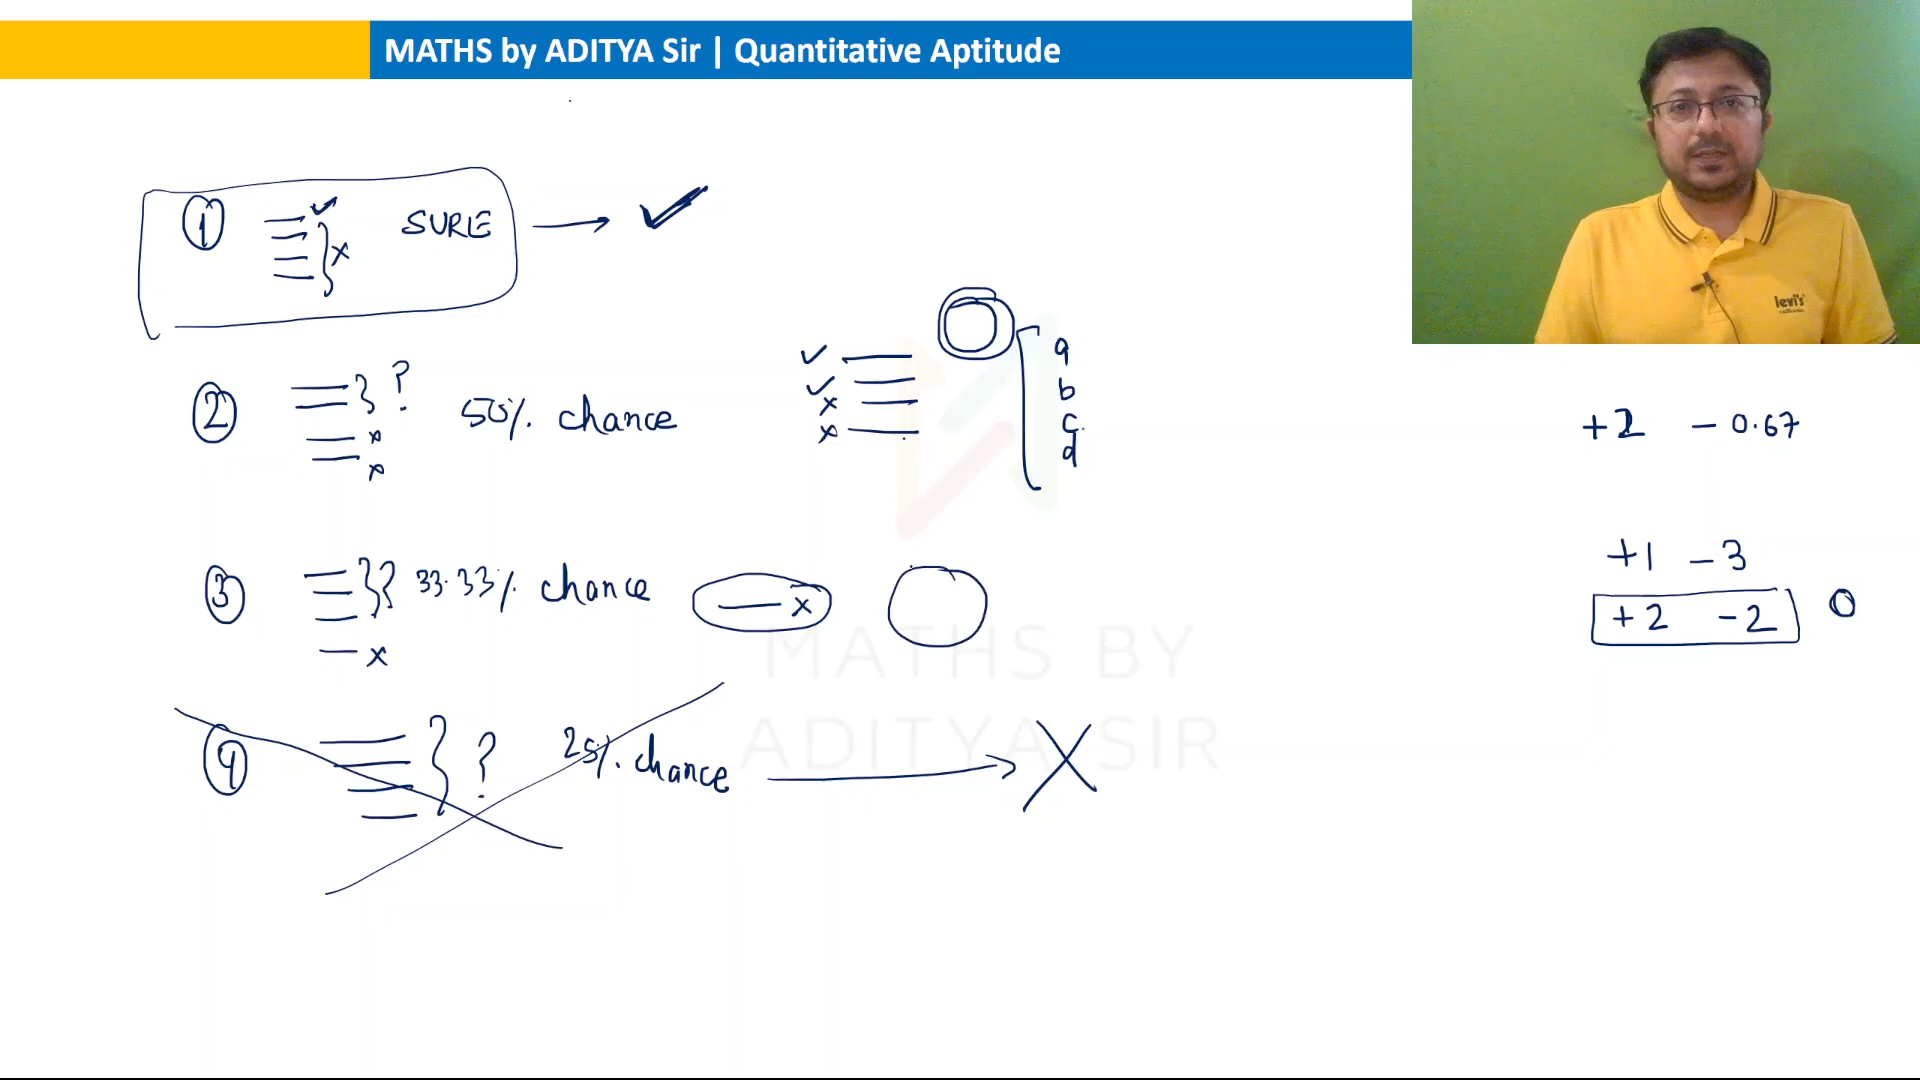 MATHS by ADITYA Sir | Quantitative Aptitude
levi's
1 SURE
x
2 ? 50% chance
x
x
a
b
c
d
x
x
+2 - 0.67
3 33.33% chance x
x
+1 - 3
+2 - 2 0
MATHS BY
ADITYA SIR
4 ? 25% chance X